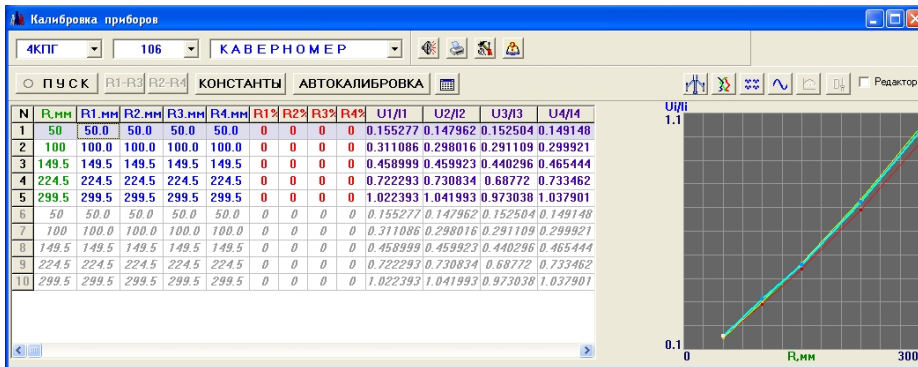 Калибровка приборов
4КПГ 106 КАВЕРНОМЕР
ПУСК R1-R3 R2-R4 КОНСТАНТЫ АВТОКАЛИБРОВКА Редактор
N R,мм R1.мм R2.мм R3.мм R4.мм R1% R2% R3% R4% U1/I1 U2/I2 U3/I3 U4/I4
1 50 50.0 50.0 50.0 50.0 0 0 0 0 0.155277 0.147962 0.152504 0.149148
2 100 100.0 100.0 100.0 100.0 0 0 0 0 0.311086 0.298016 0.291109 0.299921
3 149.5 149.5 149.5 149.5 149.5 0 0 0 0 0.458999 0.459923 0.440296 0.465444
4 224.5 224.5 224.5 224.5 224.5 0 0 0 0 0.722293 0.730834 0.68772 0.733462
5 299.5 299.5 299.5 299.5 299.5 0 0 0 0 1.022393 1.041993 0.973038 1.037901
6 50 50.0 50.0 50.0 50.0 0 0 0 0 0.155277 0.147962 0.152504 0.149148
7 100 100.0 100.0 100.0 100.0 0 0 0 0 0.311086 0.298016 0.291109 0.299921
8 149.5 149.5 149.5 149.5 149.5 0 0 0 0 0.458999 0.459923 0.440296 0.465444
9 224.5 224.5 224.5 224.5 224.5 0 0 0 0 0.722293 0.730834 0.68772 0.733462
10 299.5 299.5 299.5 299.5 299.5 0 0 0 0 1.022393 1.041993 0.973038 1.037901
Ui/Ii
1.1
0.1
0 R,мм 300